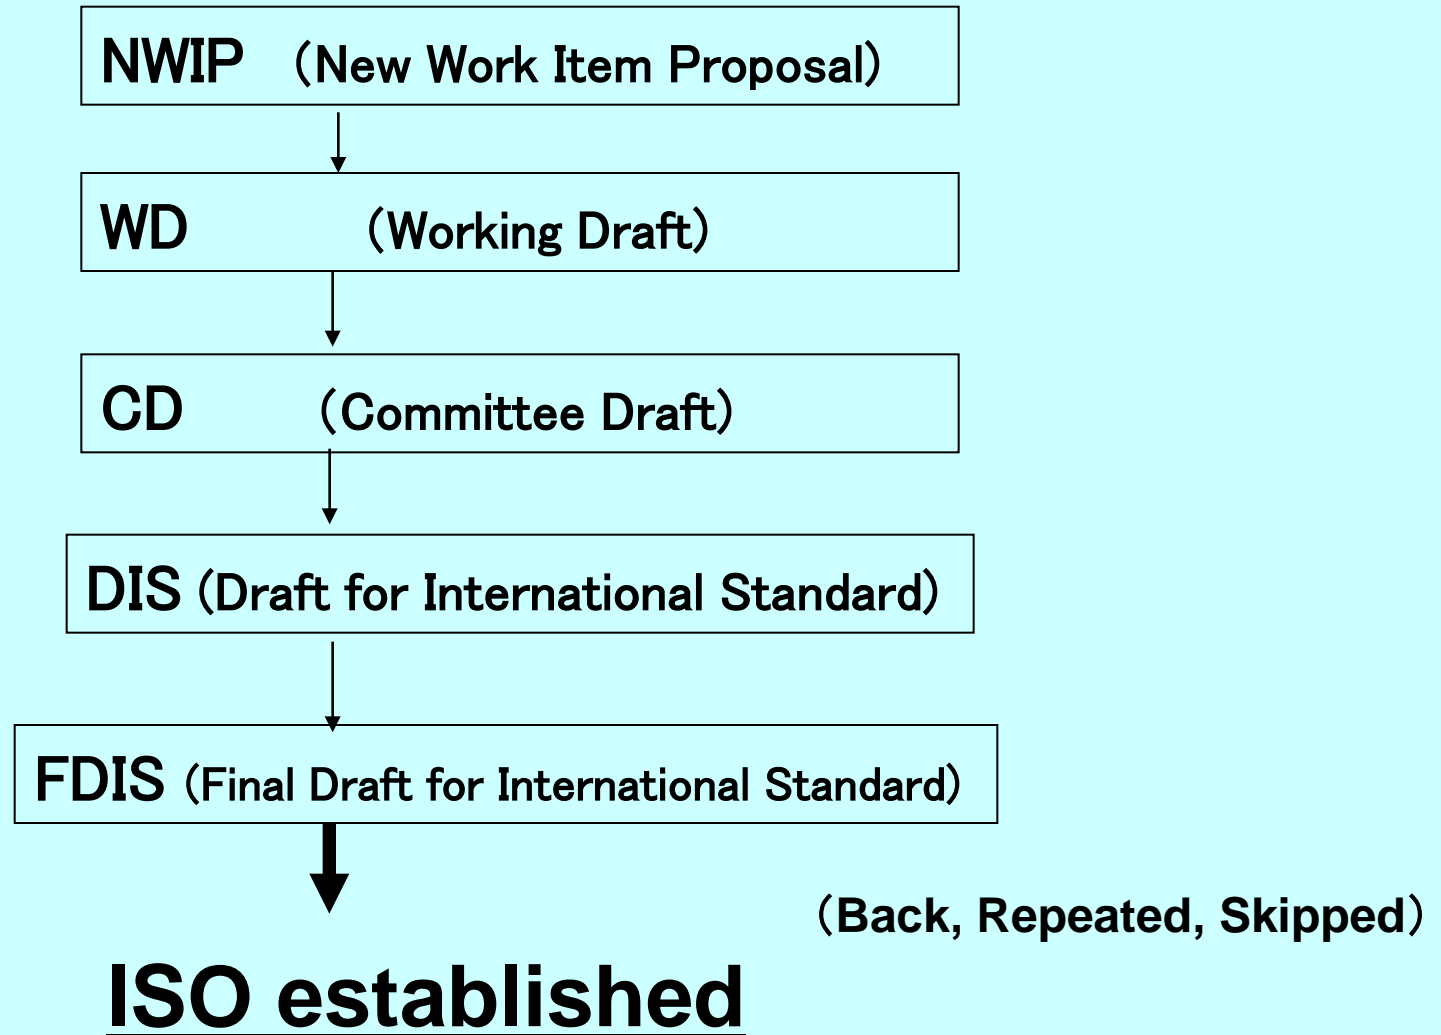 NWIP （New Work Item Proposal）
WD （Working Draft）
CD （Committee Draft）
DIS (Draft for International Standard)
FDIS (Final Draft for International Standard)
（Back, Repeated, Skipped）
ISO established